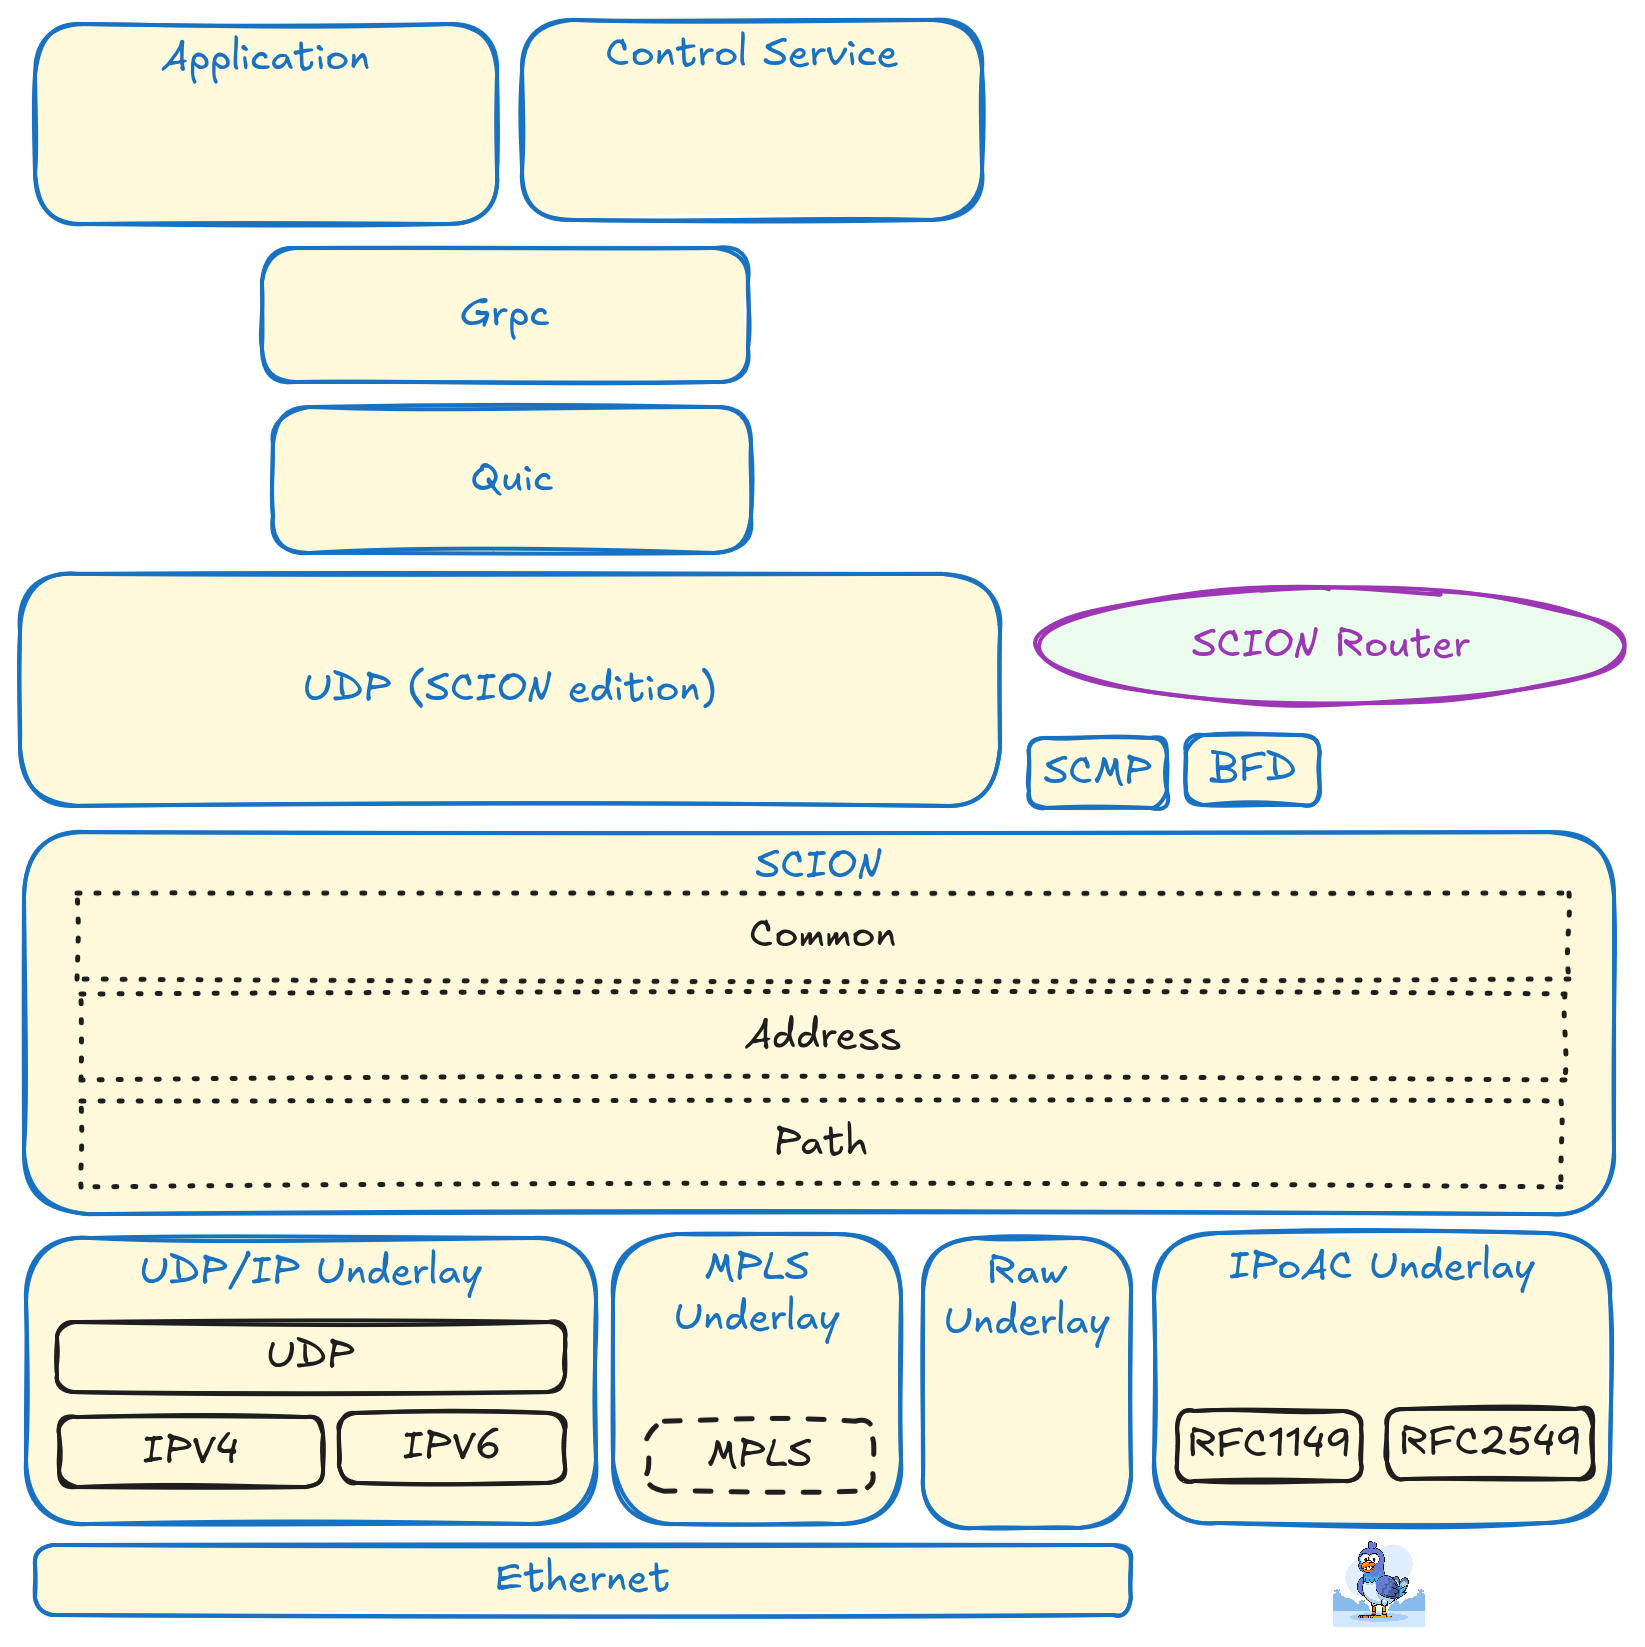 Application
Control Service
Grpc
Quic
UDP (SCION edition)
SCION Router
SCMP
BFD
SCION
Common
Address
Path
UDP/IP Underlay
UDP
IPV4
IPV6
MPLS
Underlay
MPLS
Raw
Underlay
IPoAC Underlay
RFC1149
RFC2549
Ethernet